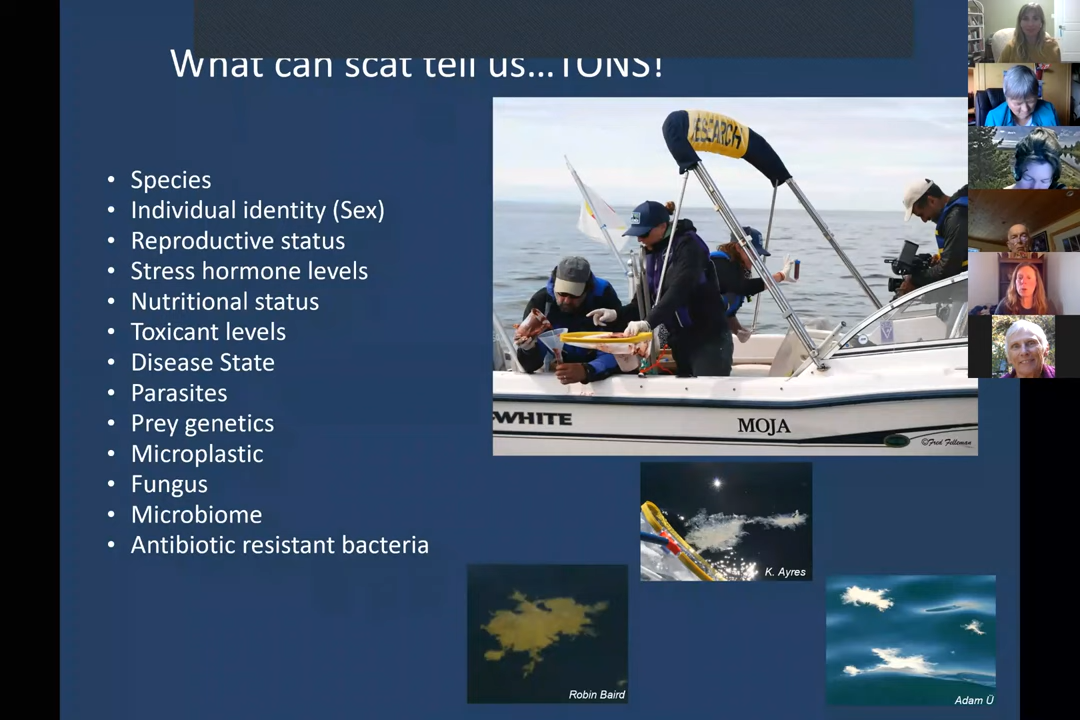 What can scat tell us...TONS!
• Species
• Individual identity (Sex)
• Reproductive status
• Stress hormone levels
• Nutritional status
• Toxicant levels
• Disease State
• Parasites
• Prey genetics
• Microplastic
• Fungus
• Microbiome
• Antibiotic resistant bacteria
ESEARCH
WHITE
MOJA
©Fred Felleman
K. Ayres
Robin Baird
Adam Ü